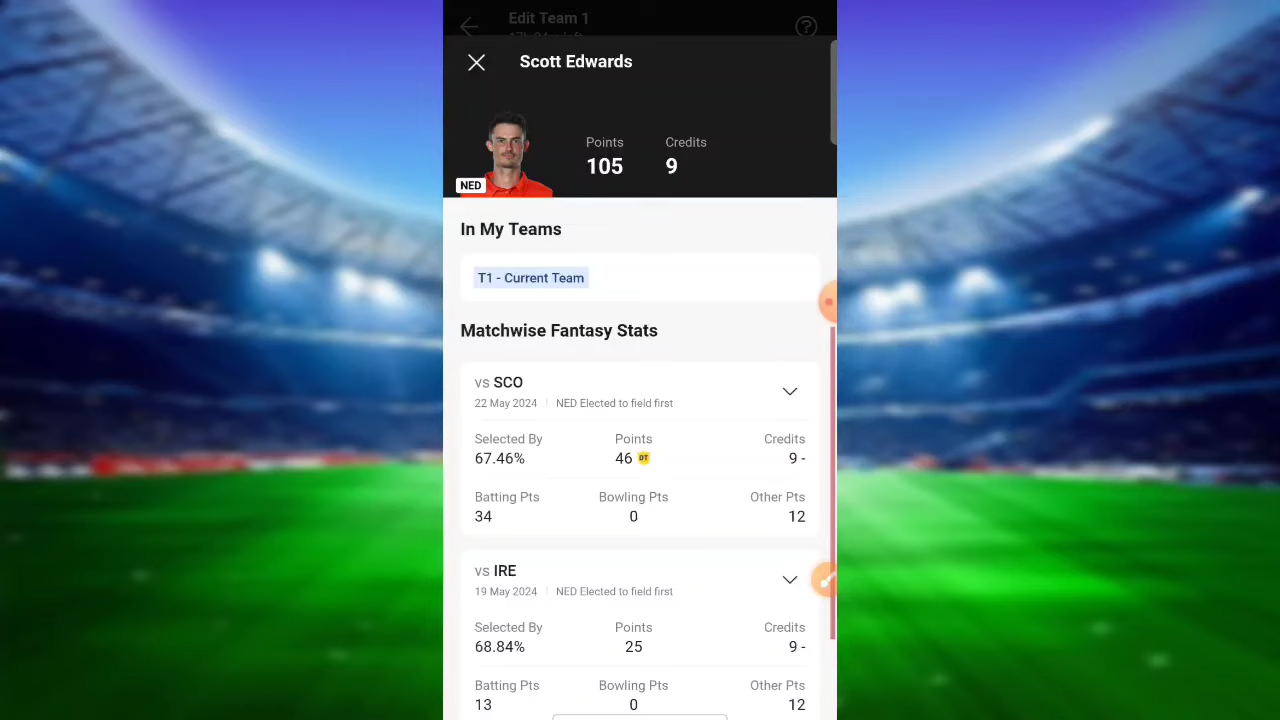 Edit Team 1
Scott Edwards
Points Credits
105 9
NED
In My Teams
T1 - Current Team
Matchwise Fantasy Stats
vs SCO
22 May 2024 NED Elected to field first
Selected By Points Credits
67.46% 46 DT 9 -
Batting Pts Bowling Pts Other Pts
34 0 12
vs IRE
19 May 2024 NED Elected to field first
Selected By Points Credits
68.84% 25 9 -
Batting Pts Bowling Pts Other Pts
13 0 12